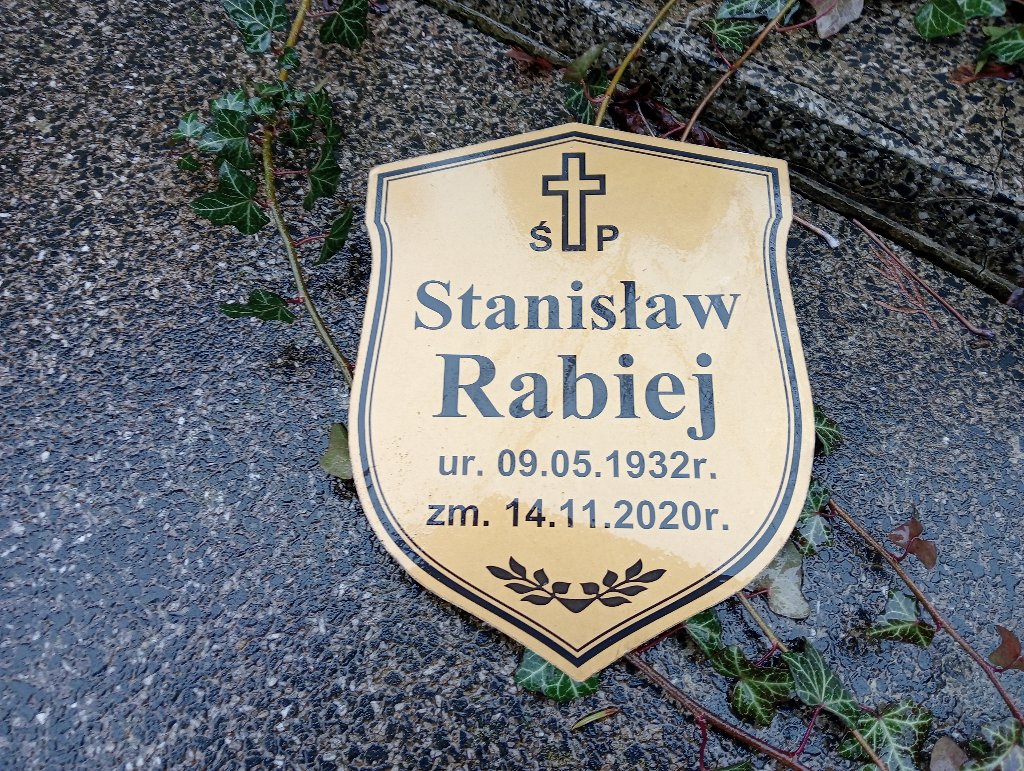 Ś P
Stanisław
Rabiej
ur. 09.05.1932r.
zm. 14.11.2020r.